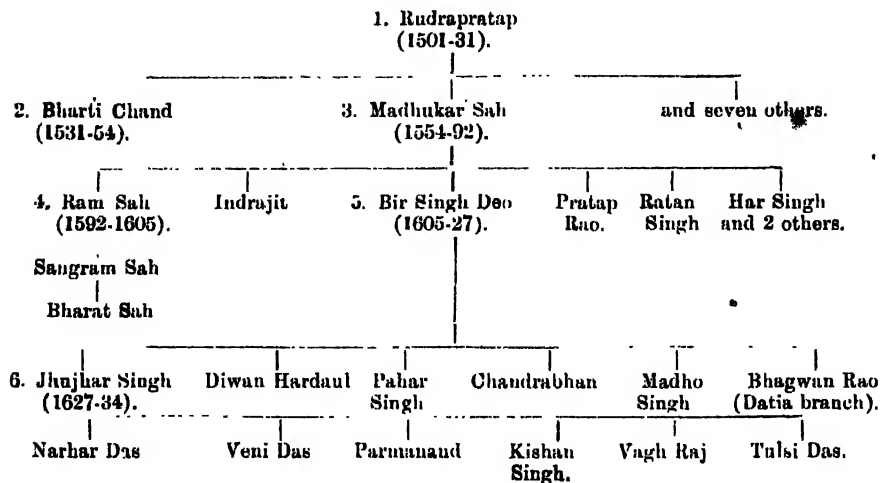 1. Rudrapratap
(1501-31).
2. Bharti Chand 3. Madhukar Sah and seven others.
(1531-54). (1554-92).
4. Ram Sah Indrajit 5. Bir Singh Deo Pratap Ratan Har Singh
(1592-1605). (1605-27). Rao. Singh and 2 others.
Sangram Sah
Bharat Sah
6. Jhujhar Singh Diwan Hardaul Pahar Chandrabhan Madho Bhagwan Rao
(1627-34). Singh Singh (Datia branch).
Narhar Das Veni Das Parmanand Kishan Vagh Raj Tulsi Das.
Singh.